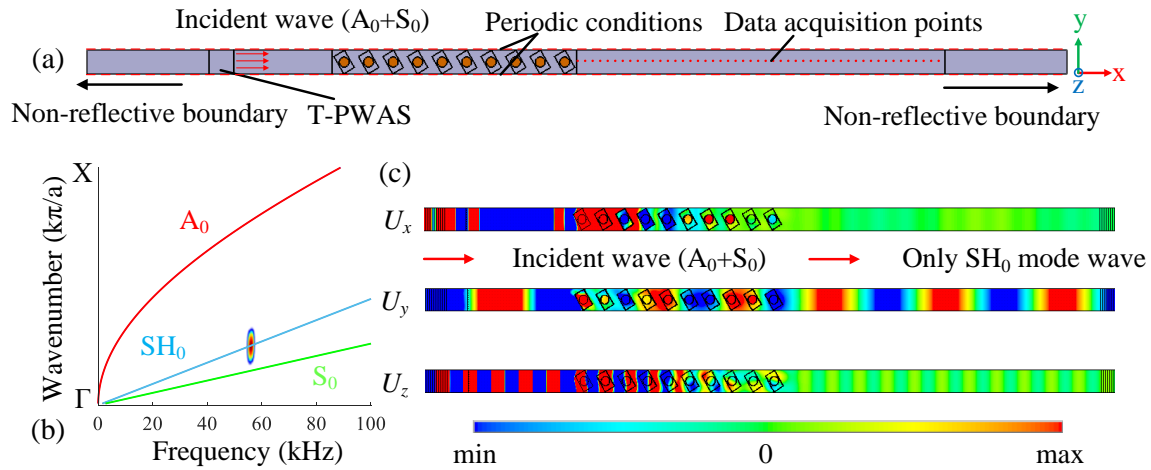 Incident wave (A0+S0)
Periodic conditions
Data acquisition points
(a)
y
x
z
Non-reflective boundary
T-PWAS
Non-reflective boundary
X
Wavenumber (kπ/a)
Γ
A0
SH0
S0
0 20 40 60 80 100
Frequency (kHz)
(b)
(c)
Ux
Incident wave (A0+S0)
Only SH0 mode wave
Uy
Uz
min 0 max